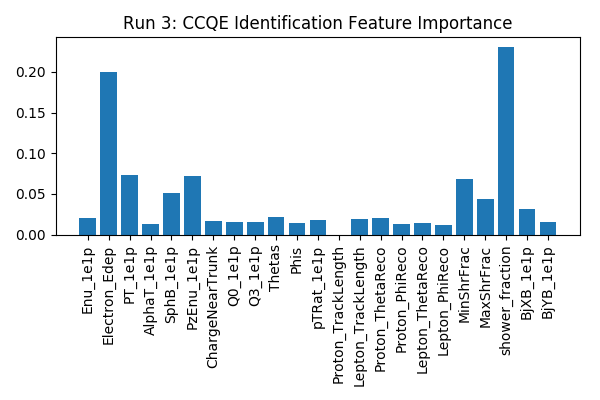 Run 3: CCQE Identification Feature Importance
0.20
0.15
0.10
0.05
0.00
Enu_1e1p
Electron_Edep
PT_1e1p
AlphaT_1e1p
SphB_1e1p
PzEnu_1e1p
ChargeNearTrunk
Q0_1e1p
Q3_1e1p
Thetas
Phis
pTRat_1e1p
Proton_TrackLength
Lepton_TrackLength
Proton_ThetaReco
Proton_PhiReco
Lepton_ThetaReco
Lepton_PhiReco
MinShrFrac
MaxShrFrac
shower_fraction
BjXB_1e1p
BjYB_1e1p